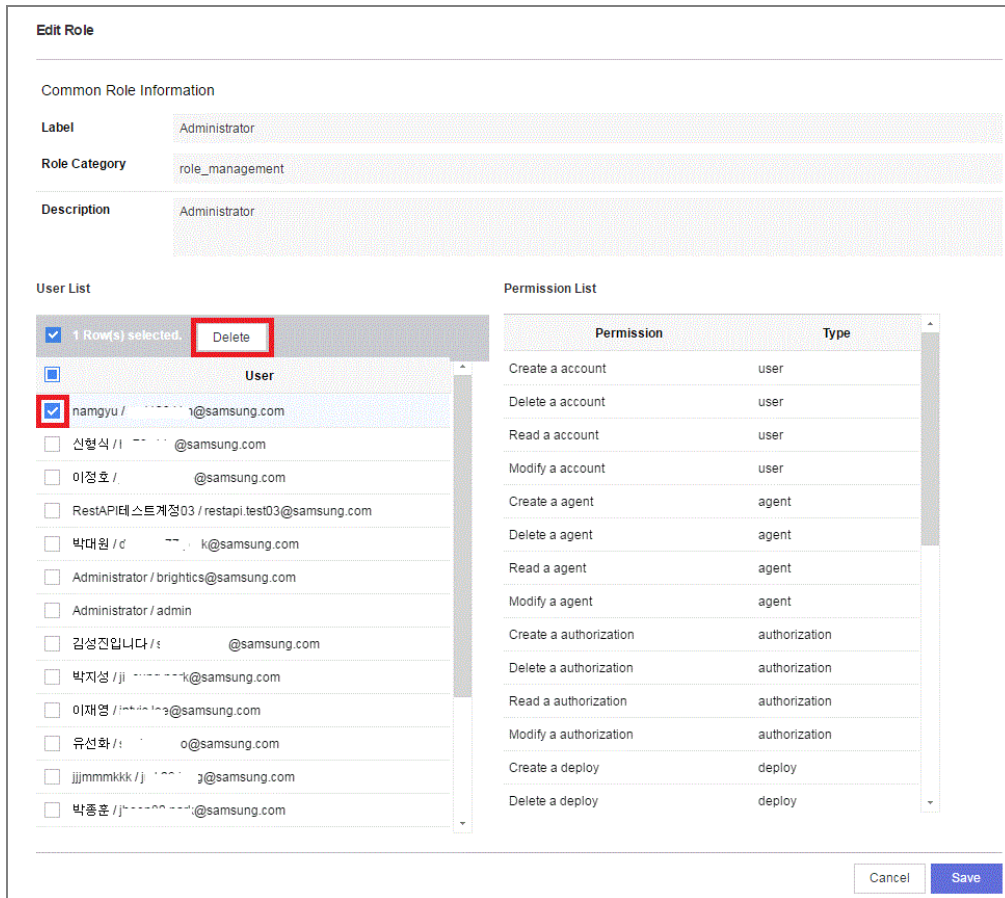 Edit Role
Common Role Information
Label Administrator
Role Category role_management
Description Administrator
User List
1 Row(s) selected. Delete
User
namgyu / @samsung.com
신형식 / @samsung.com
이정호 / @samsung.com
RestAPI테스트계정03 / restapi.test03@samsung.com
박대원 / k@samsung.com
Administrator / brightics@samsung.com
Administrator / admin
김성진입니다 / @samsung.com
박지성 / @samsung.com
이재영 / @samsung.com
유선화 / o@samsung.com
jjjmmmkkk / @samsung.com
박종훈 / @samsung.com
Permission List
Permission Type
Create a account user
Delete a account user
Read a account user
Modify a account user
Create a agent agent
Delete a agent agent
Read a agent agent
Modify a agent agent
Create a authorization authorization
Delete a authorization authorization
Read a authorization authorization
Modify a authorization authorization
Create a deploy deploy
Delete a deploy deploy
Cancel Save